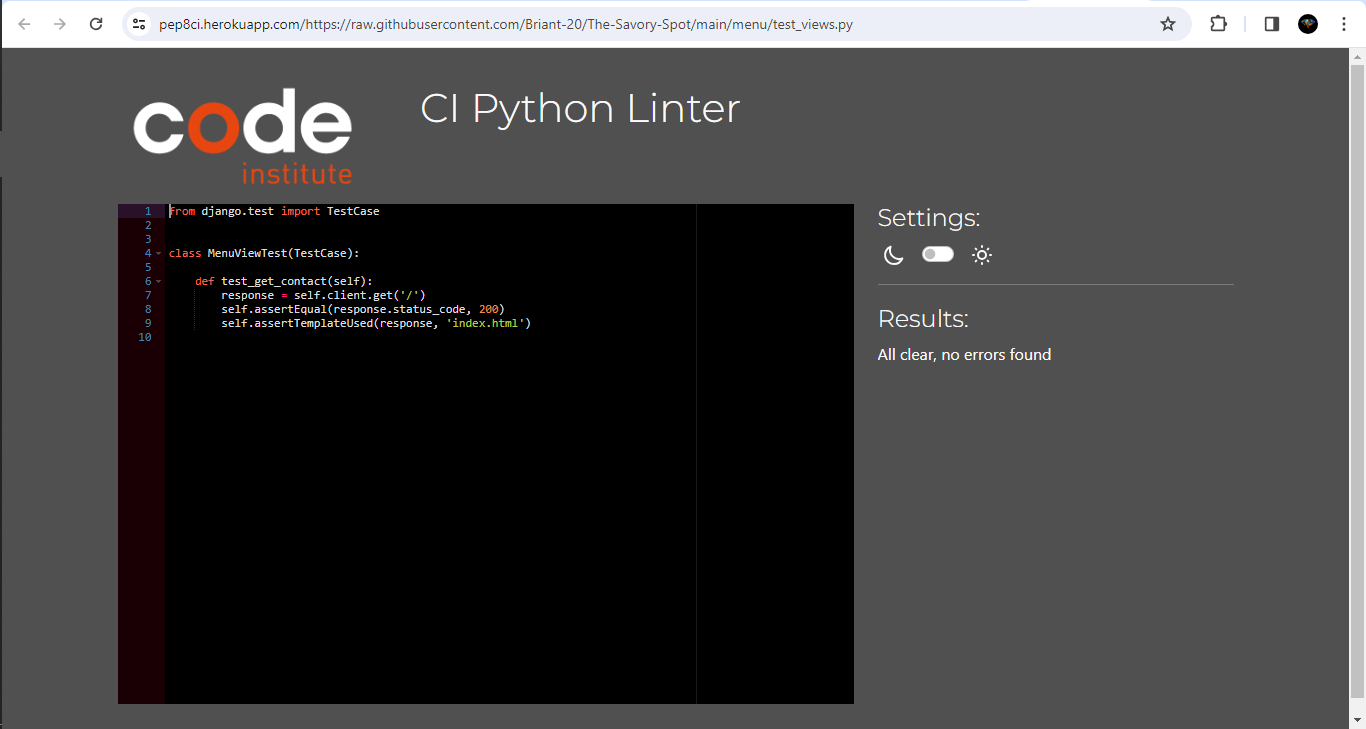 pep8ci.herokuapp.com/https://raw.githubusercontent.com/Briant-20/The-Savory-Spot/main/menu/test_views.py
code
institute
CI Python Linter
1 from django.test import TestCase
2
3
4 class MenuViewTest(TestCase):
5
6     def test_get_contact(self):
7         response = self.client.get('/')
8         self.assertEqual(response.status_code, 200)
9         self.assertTemplateUsed(response, 'index.html')
10
Settings:
Results:
All clear, no errors found